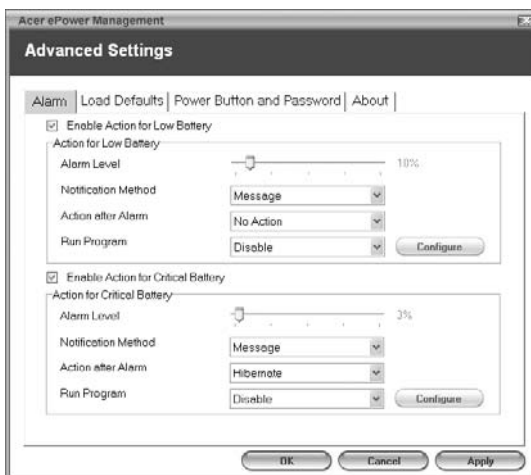 Acer ePower Management
Advanced Settings
Alarm Load Defaults Power Button and Password About
Enable Action for Low Battery
Action for Low Battery
Alarm Level 10%
Notification Method Message
Action after Alarm No Action
Run Program Disable Configure
Enable Action for Critical Battery
Action for Critical Battery
Alarm Level 3%
Notification Method Message
Action after Alarm Hibernate
Run Program Disable Configure
OK Cancel Apply